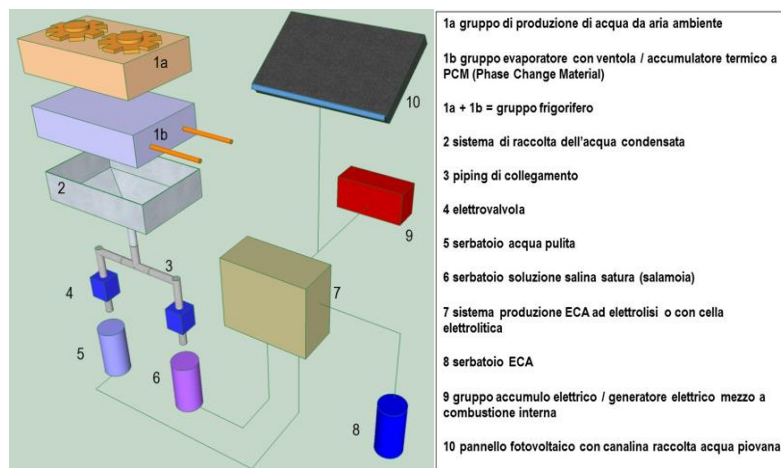 1a
1b
2
3
4
5
6
7
8
9
10
1a gruppo di produzione di acqua da aria ambiente
1b gruppo evaporatore con ventola / accumulatore termico a
PCM (Phase Change Material)
1a + 1b = gruppo frigorifero
2 sistema di raccolta dell'acqua condensata
3 piping di collegamento
4 elettrovalvola
5 serbatoio acqua pulita
6 serbatoio soluzione salina satura (salamoia)
7 sistema produzione ECA ad elettrolisi o con cella
elettrolitica
8 serbatoio ECA
9 gruppo accumulo elettrico / generatore elettrico mezzo a
combustione interna
10 pannello fotovoltaico con canalina raccolta acqua piovana